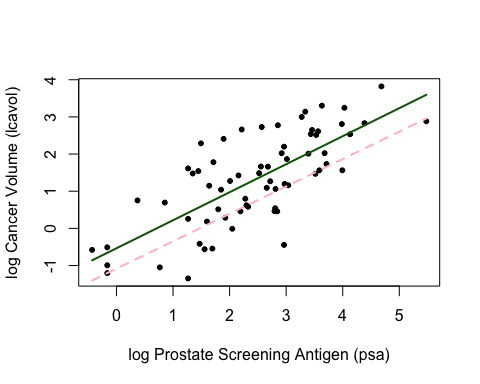 log Cancer Volume (lcavol)
4
3
2
1
0
-1
0 1 2 3 4 5
log Prostate Screening Antigen (psa)